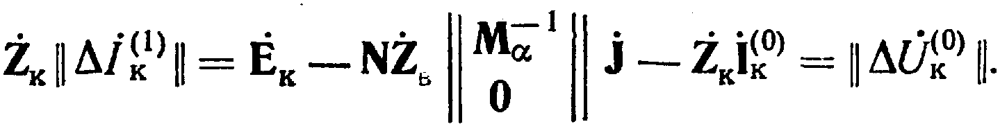 Ż_к ‖ Δİ_к^(1) ‖ = Ė_к — NŻ_в ‖ M_α^—1 0 ‖ J̇ — Ż_к İ_к^(0) = ‖ ΔU̇_к^(0) ‖.